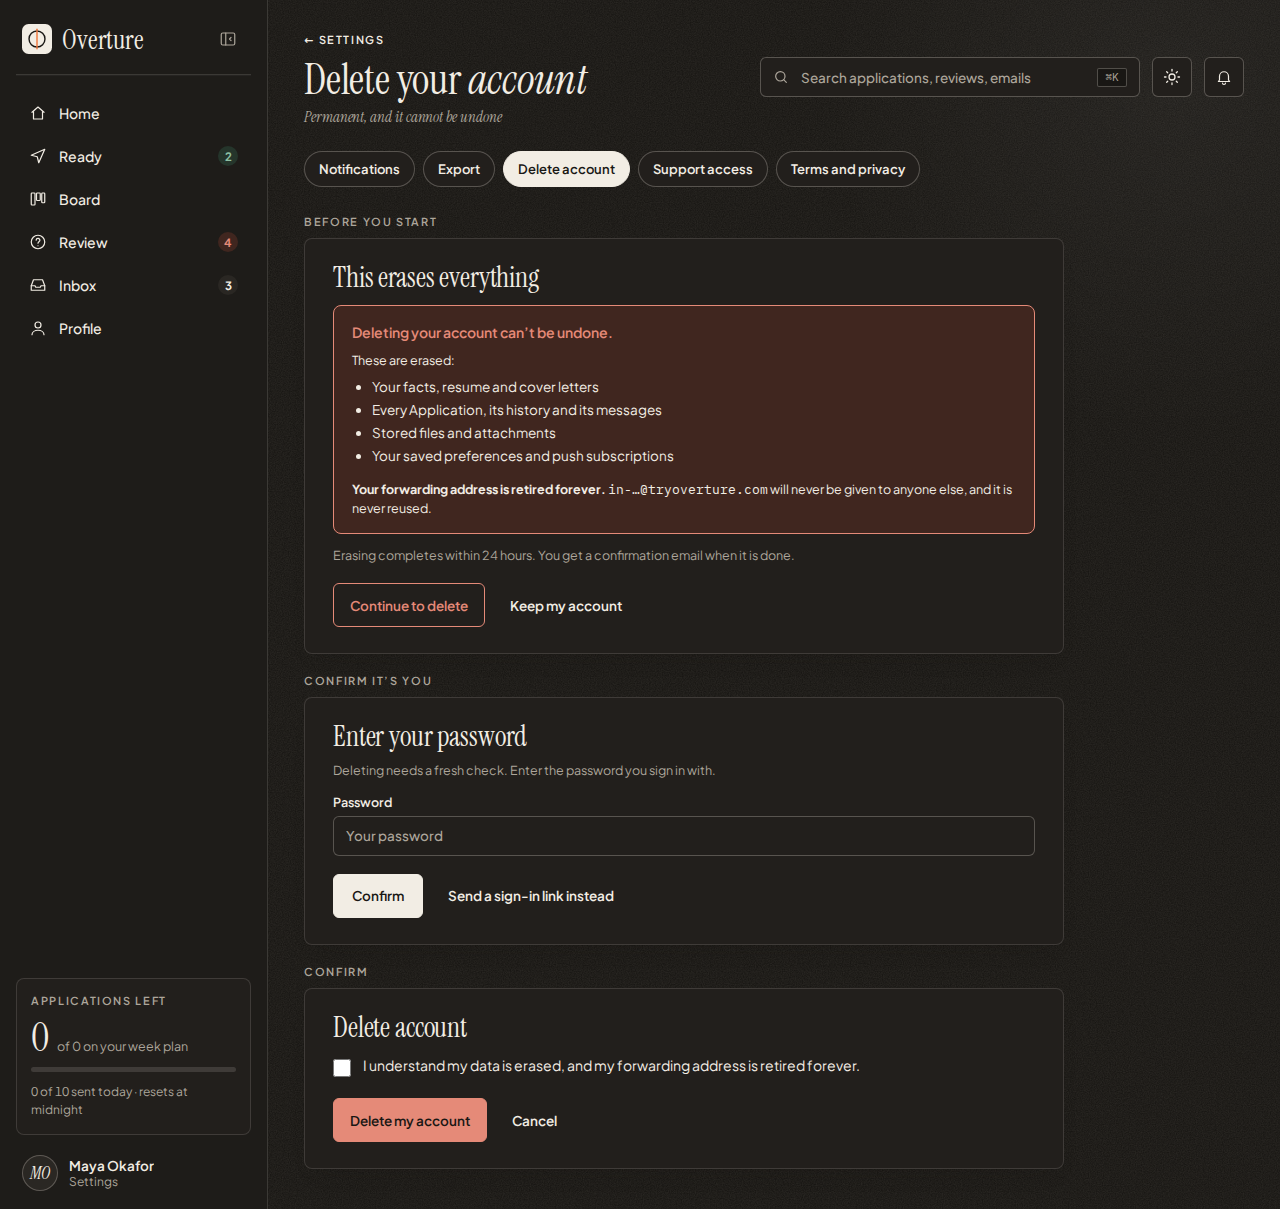 Overture
Home
Ready 2
Board
Review 4
Inbox 3
Profile
APPLICATIONS LEFT
0 of 0 on your week plan
0 of 10 sent today · resets at
midnight
MO
Maya Okafor
Settings
← SETTINGS
Delete your account
Permanent, and it cannot be undone
Search applications, reviews, emails ⌘K
Notifications
Export
Delete account
Support access
Terms and privacy
BEFORE YOU START
This erases everything
Deleting your account can't be undone.
These are erased:
• Your facts, resume and cover letters
• Every Application, its history and its messages
• Stored files and attachments
• Your saved preferences and push subscriptions
Your forwarding address is retired forever. in-…@tryoverture.com will never be given to anyone else, and it is
never reused.
Erasing completes within 24 hours. You get a confirmation email when it is done.
Continue to delete
Keep my account
CONFIRM IT'S YOU
Enter your password
Deleting needs a fresh check. Enter the password you sign in with.
Password
Your password
Confirm
Send a sign-in link instead
CONFIRM
Delete account
I understand my data is erased, and my forwarding address is retired forever.
Delete my account
Cancel